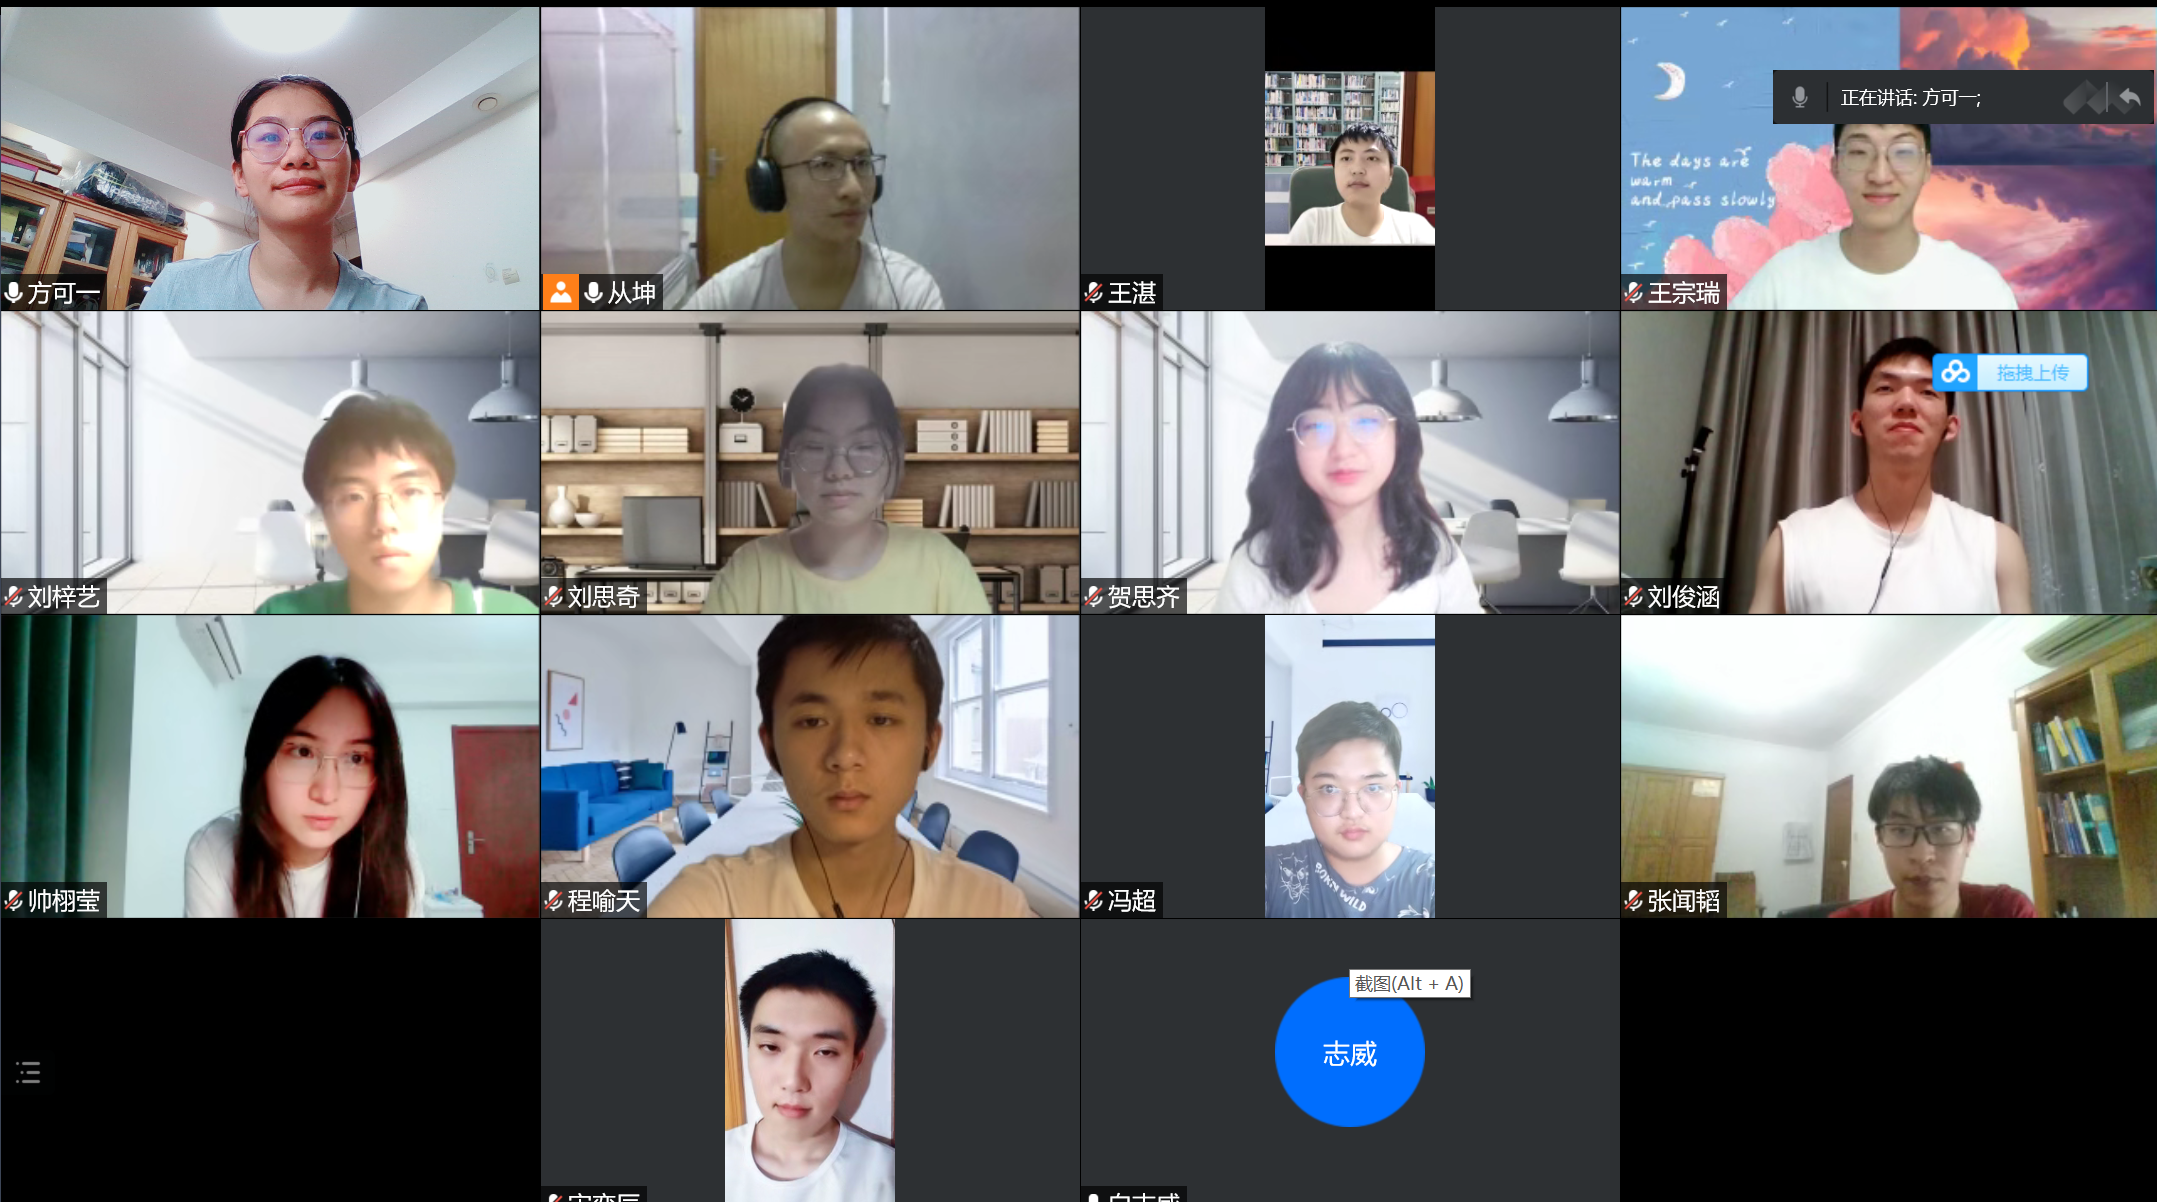 方可一
从坤
王湛
正在讲话: 方可一;
The days are
warm
and pass slowly
王宗瑞
刘梓艺
刘思奇
贺思齐
拖拽上传
刘俊涵
帅栩莹
程喻天
BORN WILD
冯超
张闻韬
截图(Alt + A)
志威